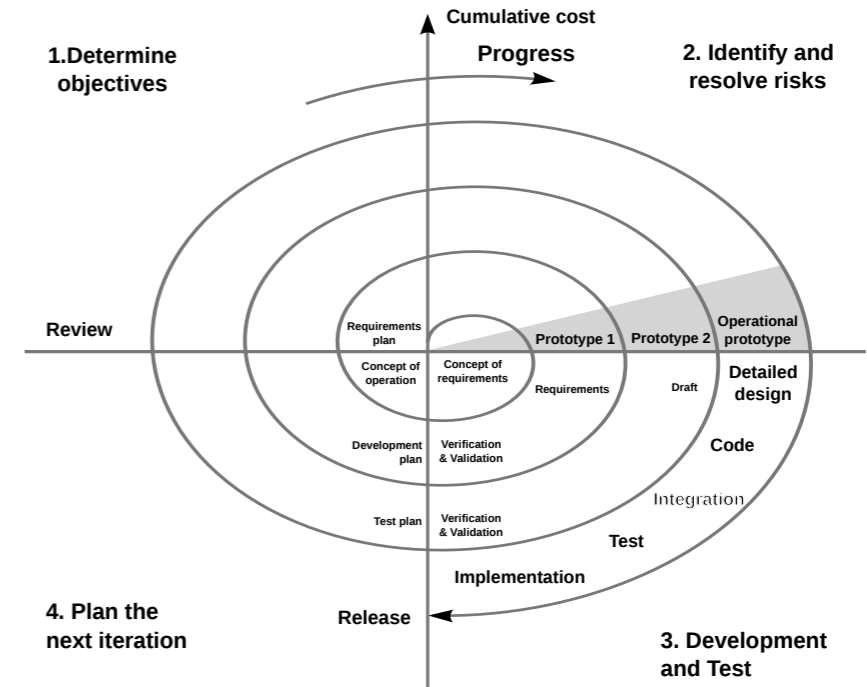 Cumulative cost
Progress
1.Determine
objectives
2. Identify and
resolve risks
Review
Requirements
plan
Prototype 1
Prototype 2
Operational
prototype
Concept of
operation
Concept of
requirements
Requirements
Draft
Detailed
design
Development
plan
Verification
& Validation
Code
Integration
Test plan
Verification
& Validation
Test
Implementation
Release
4. Plan the
next iteration
3. Development
and Test